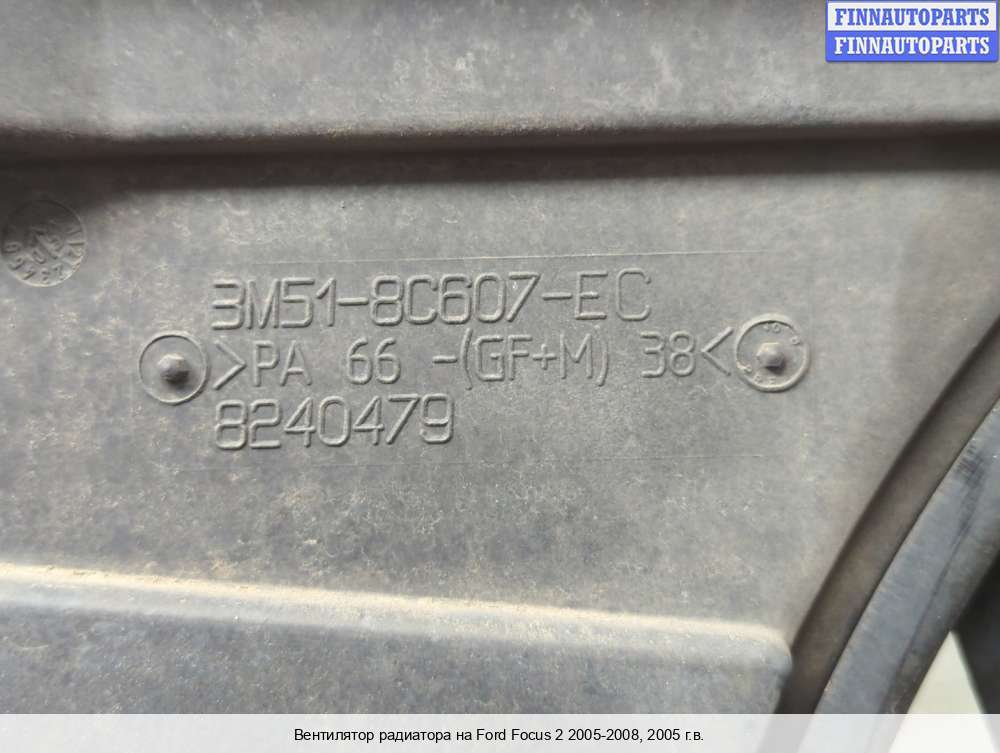 FINNAUTOPARTS
FINNAUTOPARTS
3M51-8C607-EC
>PA 66 -(GF+M) 38<
8240479
Вентилятор радиатора на Ford Focus 2 2005-2008, 2005 г.в.